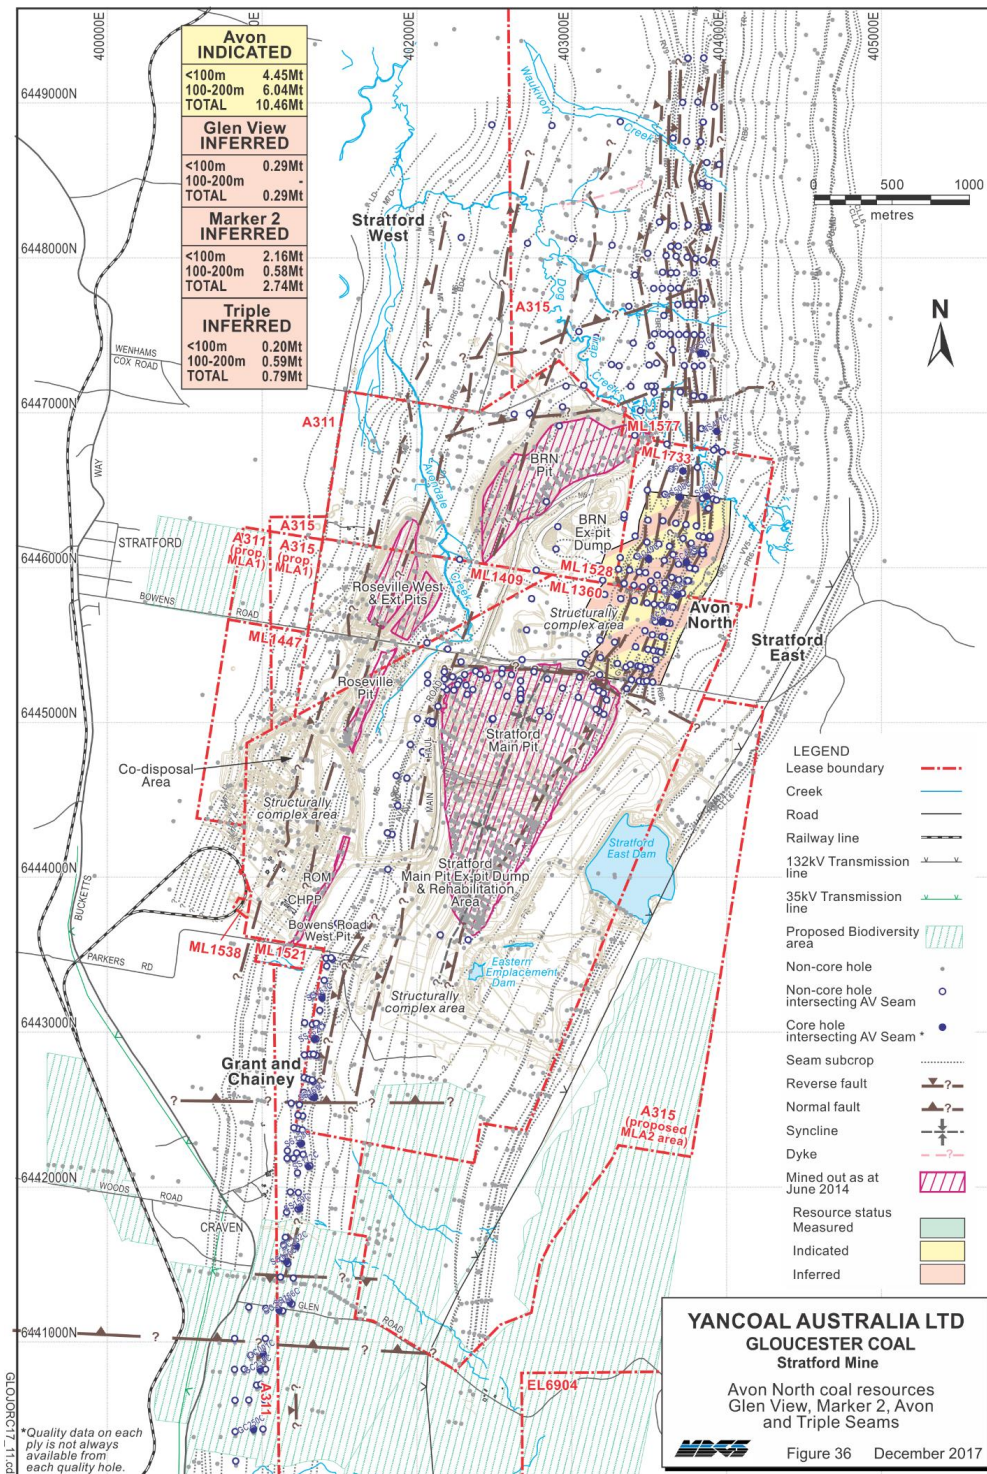 400000E
402000E
403000E
404000E
405000E
Avon
INDICATED
<100m 4.45Mt
100-200m 6.04Mt
TOTAL 10.46Mt
Glen View
INFERRED
<100m 0.29Mt
100-200m -
TOTAL 0.29Mt
Marker 2
INFERRED
<100m 2.16Mt
100-200m 0.58Mt
TOTAL 2.74Mt
Triple
INFERRED
<100m 0.20Mt
100-200m 0.59Mt
TOTAL 0.79Mt
6449000N
6448000N
6447000N
6446000N
6445000N
6444000N
6443000N
6442000N
6441000N
Waukivory
Creek
0 500 1000
metres
N
Stratford
West
Dog
Trap
Creek
A315
WENHAMS
COX ROAD
A311
WAY
Avondale
Creek
ML1577
ML1733
BRN
Pit
BRN
Ex-pit
Dump
A315
A311
(prop.
MLA1)
A315
(prop.
MLA1)
STRATFORD
BOWENS
ROAD
Roseville West
& Ext Pits
ML1409
ML1528
ML1360
Structurally
complex area
Avon
North
Stratford
East
ML1447
Roseville
Pit
MAIN
HAUL
ROAD
Stratford
Main Pit
Co-disposal
Area
Structurally
complex area
Stratford
East Dam
Stratford
Main Pit Ex-pit Dump
& Rehabilitation
Area
ROM
CHPP
Bowens Road
West Pit
BUCKETTS
PARKERS RD
ML1538
ML1521
Eastern
Emplacement
Dam
Structurally
complex area
Grant and
Chainey
A315
(proposed
MLA2 area)
WOODS ROAD
CRAVEN
GLEN
ROAD
A311
EL6904
LEGEND
Lease boundary
Creek
Road
Railway line
132kV Transmission
line
35kV Transmission
line
Proposed Biodiversity
area
Non-core hole
Non-core hole
intersecting AV Seam
Core hole
intersecting AV Seam *
Seam subcrop
Reverse fault
Normal fault
Syncline
Dyke
Mined out as at
June 2014
Resource status
Measured
Indicated
Inferred
YANCOAL AUSTRALIA LTD
GLOUCESTER COAL
Stratford Mine
Avon North coal resources
Glen View, Marker 2, Avon
and Triple Seams
Figure 36 December 2017
*Quality data on each
ply is not always
available from
each quality hole.